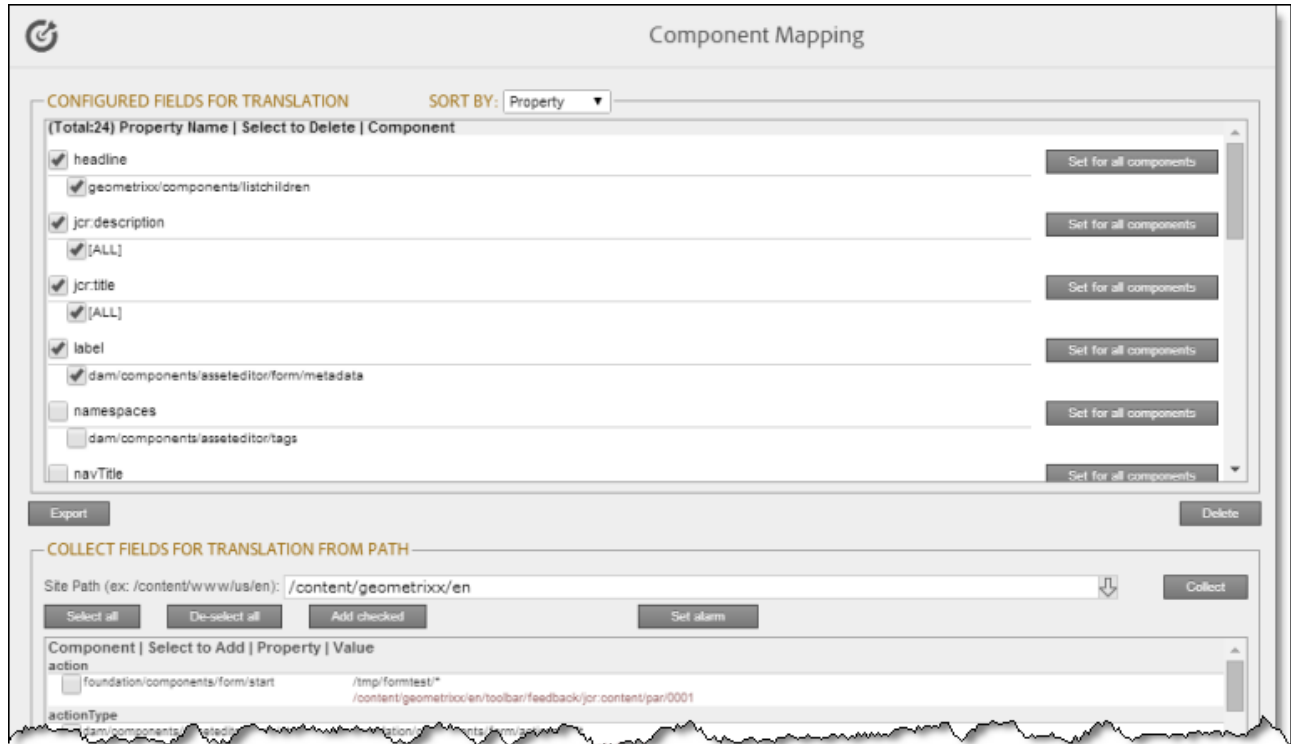 Component Mapping
CONFIGURED FIELDS FOR TRANSLATION SORT BY: Property
(Total:24) Property Name | Select to Delete | Component
headline Set for all components
geometrixx/components/listchildren
jcr:description Set for all components
[ALL]
jcr:title Set for all components
[ALL]
label Set for all components
dam/components/asseteditor/form/metadata
namespaces Set for all components
dam/components/asseteditor/tags
navTitle Set for all components
Export Delete
COLLECT FIELDS FOR TRANSLATION FROM PATH
Site Path (ex: /content/www/us/en): /content/geometrixx/en Collect
Select all De-select all Add checked Set alarm
Component | Select to Add | Property | Value
action
foundation/components/form/start /tmp/formtest/*
/content/geometrixx/en/toolbar/feedback/jcr:content/par/0001
actionType